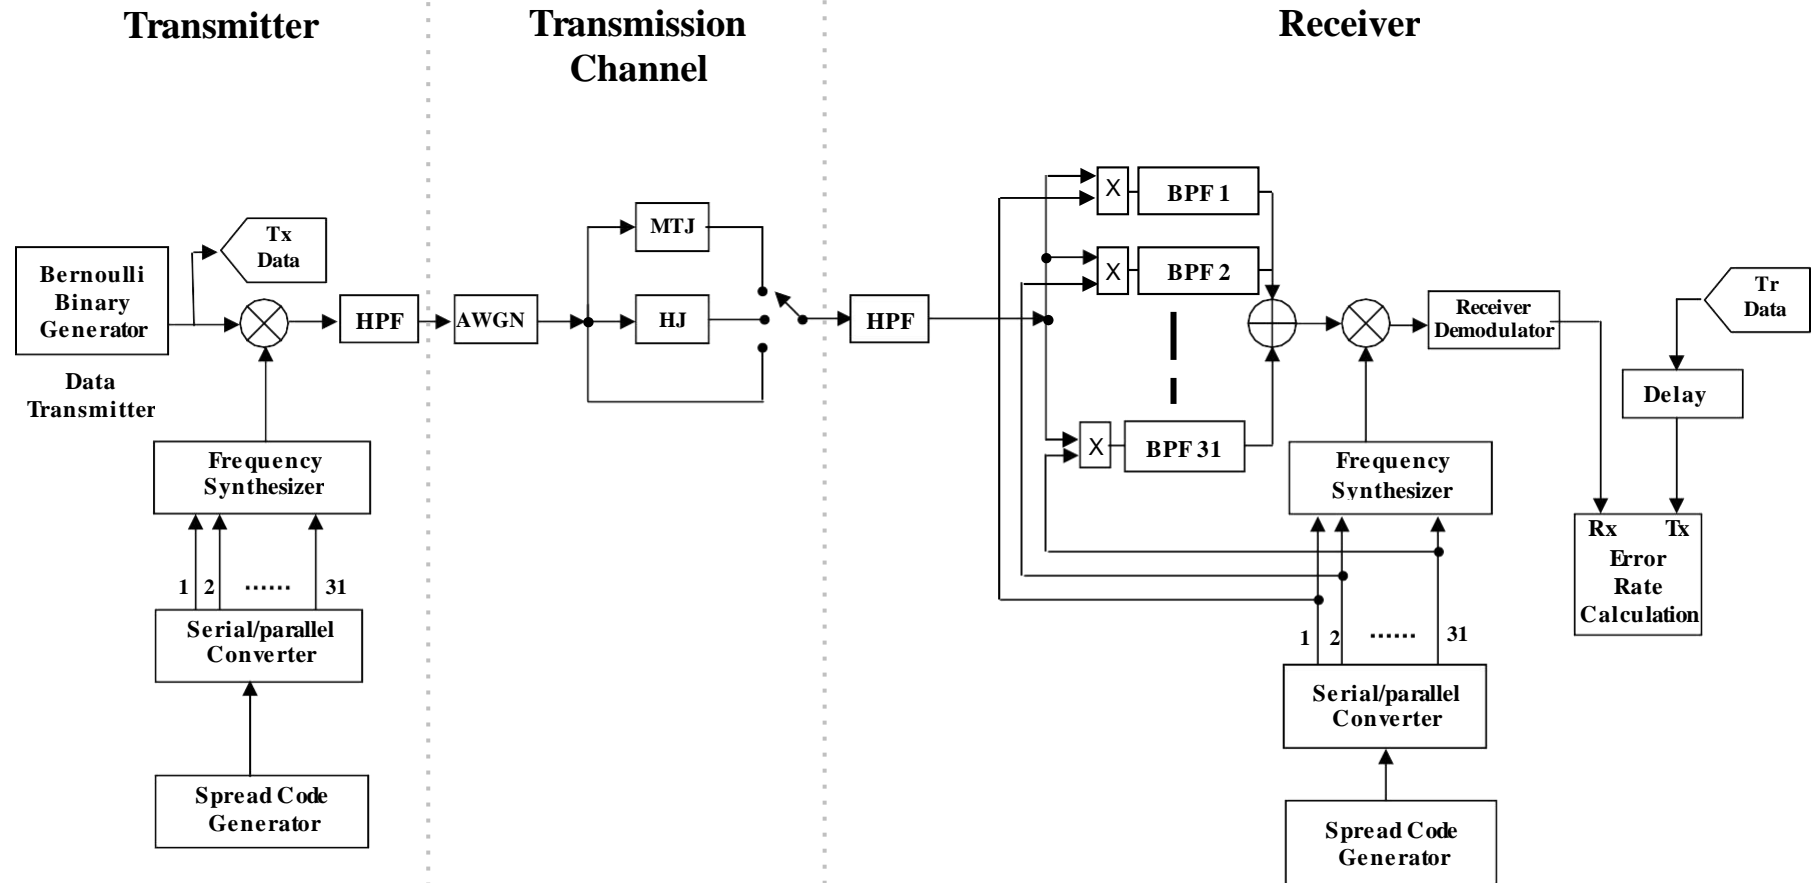 Transmitter
Transmission
Channel
Receiver
Tx
Data
Bernoulli
Binary
Generator
Data
Transmitter
HPF
AWGN
MTJ
HJ
HPF
X
BPF 1
X
BPF 2
X
BPF 31
Receiver
Demodulator
Tr
Data
Delay
Frequency
Synthesizer
1 2 ...... 31
Serial/parallel
Converter
Spread Code
Generator
Frequency
Synthesizer
1 2 ...... 31
Serial/parallel
Converter
Spread Code
Generator
Rx Tx
Error
Rate
Calculation